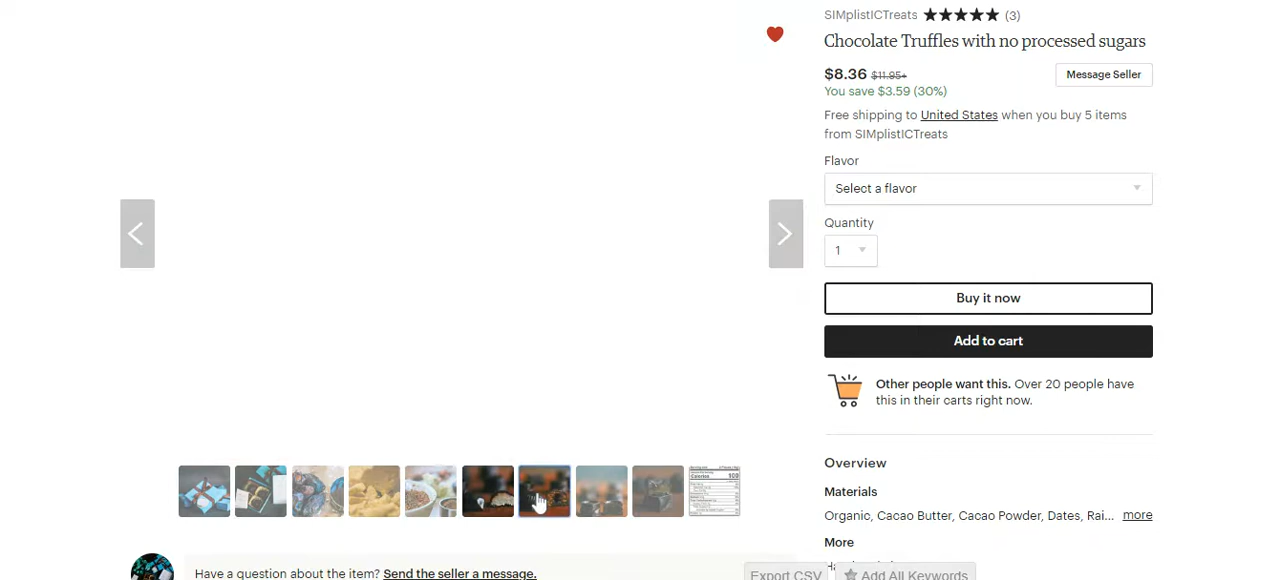 SIMplistICTreats ★★★★★ (3)
Chocolate Truffles with no processed sugars
$8.36 $11.95+
Message Seller
You save $3.59 (30%)
Free shipping to United States when you buy 5 items
from SIMplistICTreats
Flavor
Select a flavor
Quantity
1
Buy it now
Add to cart
Other people want this. Over 20 people have
this in their carts right now.
Overview
Materials
Organic, Cacao Butter, Cacao Powder, Dates, Rai... more
More
Calories 100
Have a question about the item? Send the seller a message.
Export CSV
Add All Keywords